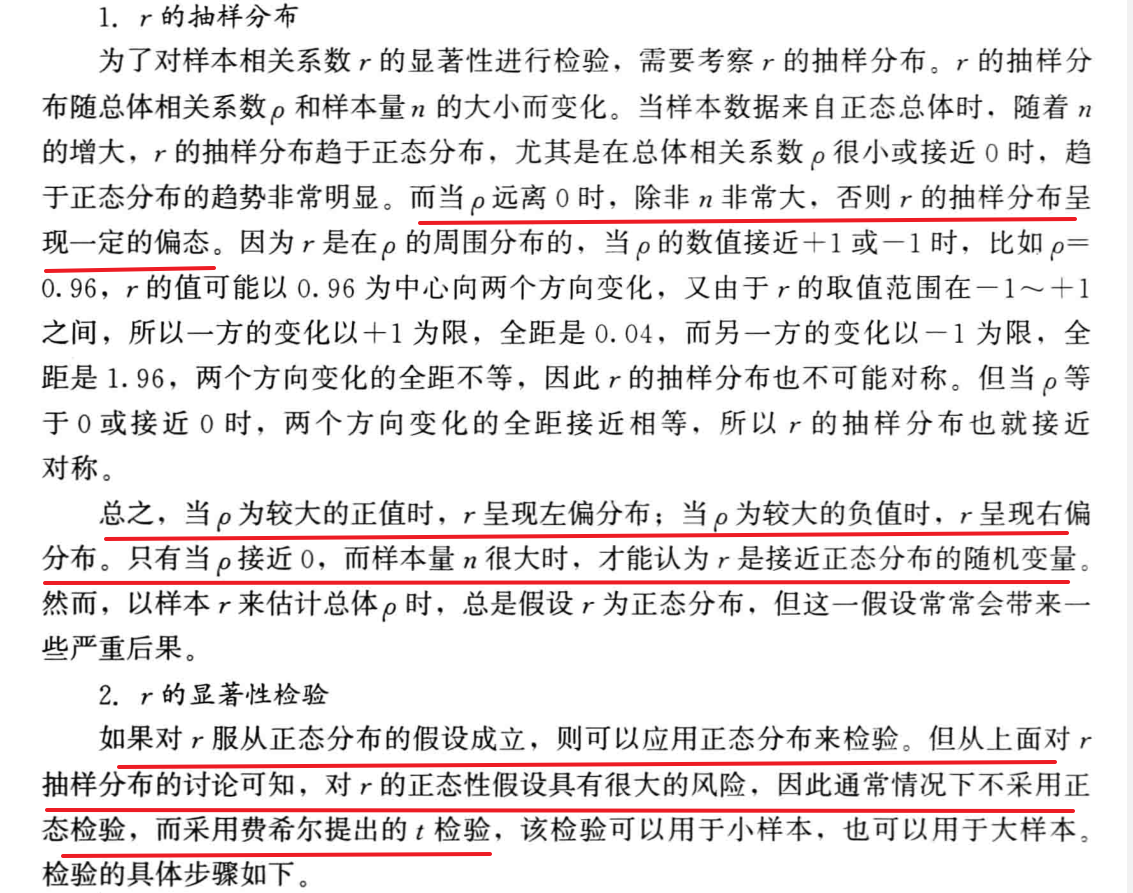 1. r 的抽样分布
为了对样本相关系数 r 的显著性进行检验，需要考察 r 的抽样分布。r 的抽样分
布随总体相关系数 ρ 和样本量 n 的大小而变化。当样本数据来自正态总体时，随着 n
的增大，r 的抽样分布趋于正态分布，尤其是在总体相关系数 ρ 很小或接近 0 时，趋
于正态分布的趋势非常明显。而当 ρ 远离 0 时，除非 n 非常大，否则 r 的抽样分布呈
现一定的偏态。因为 r 是在 ρ 的周围分布的，当 ρ 的数值接近+1 或-1 时，比如 ρ=
0.96，r 的值可能以 0.96 为中心向两个方向变化，又由于 r 的取值范围在-1～+1
之间，所以一方的变化以+1 为限，全距是 0.04，而另一方的变化以-1 为限，全
距是 1.96，两个方向变化的全距不等，因此 r 的抽样分布也不可能对称。但当 ρ 等
于 0 或接近 0 时，两个方向变化的全距接近相等，所以 r 的抽样分布也就接近
对称。
总之，当 ρ 为较大的正值时，r 呈现左偏分布；当 ρ 为较大的负值时，r 呈现右偏
分布。只有当 ρ 接近 0，而样本量 n 很大时，才能认为 r 是接近正态分布的随机变量。
然而，以样本 r 来估计总体 ρ 时，总是假设 r 为正态分布，但这一假设常常会带来一
些严重后果。
2. r 的显著性检验
如果对 r 服从正态分布的假设成立，则可以应用正态分布来检验。但从上面对 r
抽样分布的讨论可知，对 r 的正态性假设具有很大的风险，因此通常情况下不采用正
态检验，而采用费希尔提出的 t 检验，该检验可以用于小样本，也可以用于大样本。
检验的具体步骤如下。